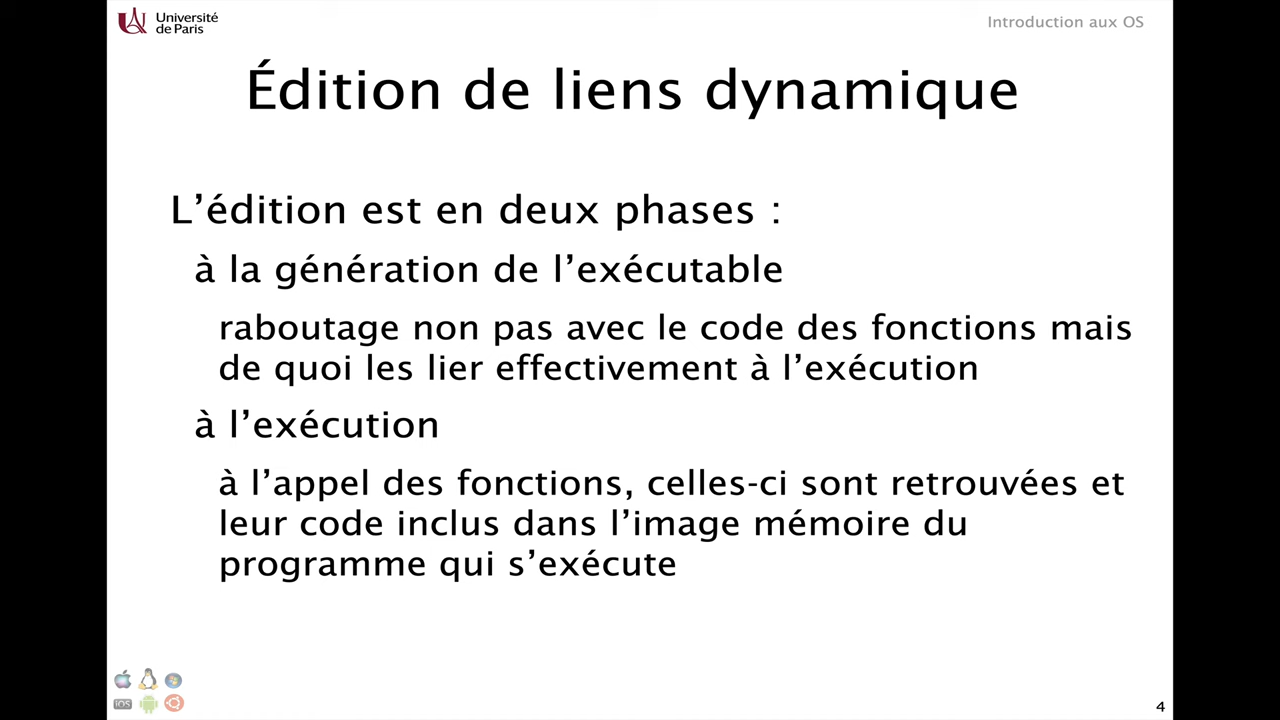 Université
de Paris
Introduction aux OS
Édition de liens dynamique
L’édition est en deux phases :
à la génération de l’exécutable
raboutage non pas avec le code des fonctions mais
de quoi les lier effectivement à l’exécution
à l’exécution
à l’appel des fonctions, celles-ci sont retrouvées et
leur code inclus dans l’image mémoire du
programme qui s’exécute
iOS
4